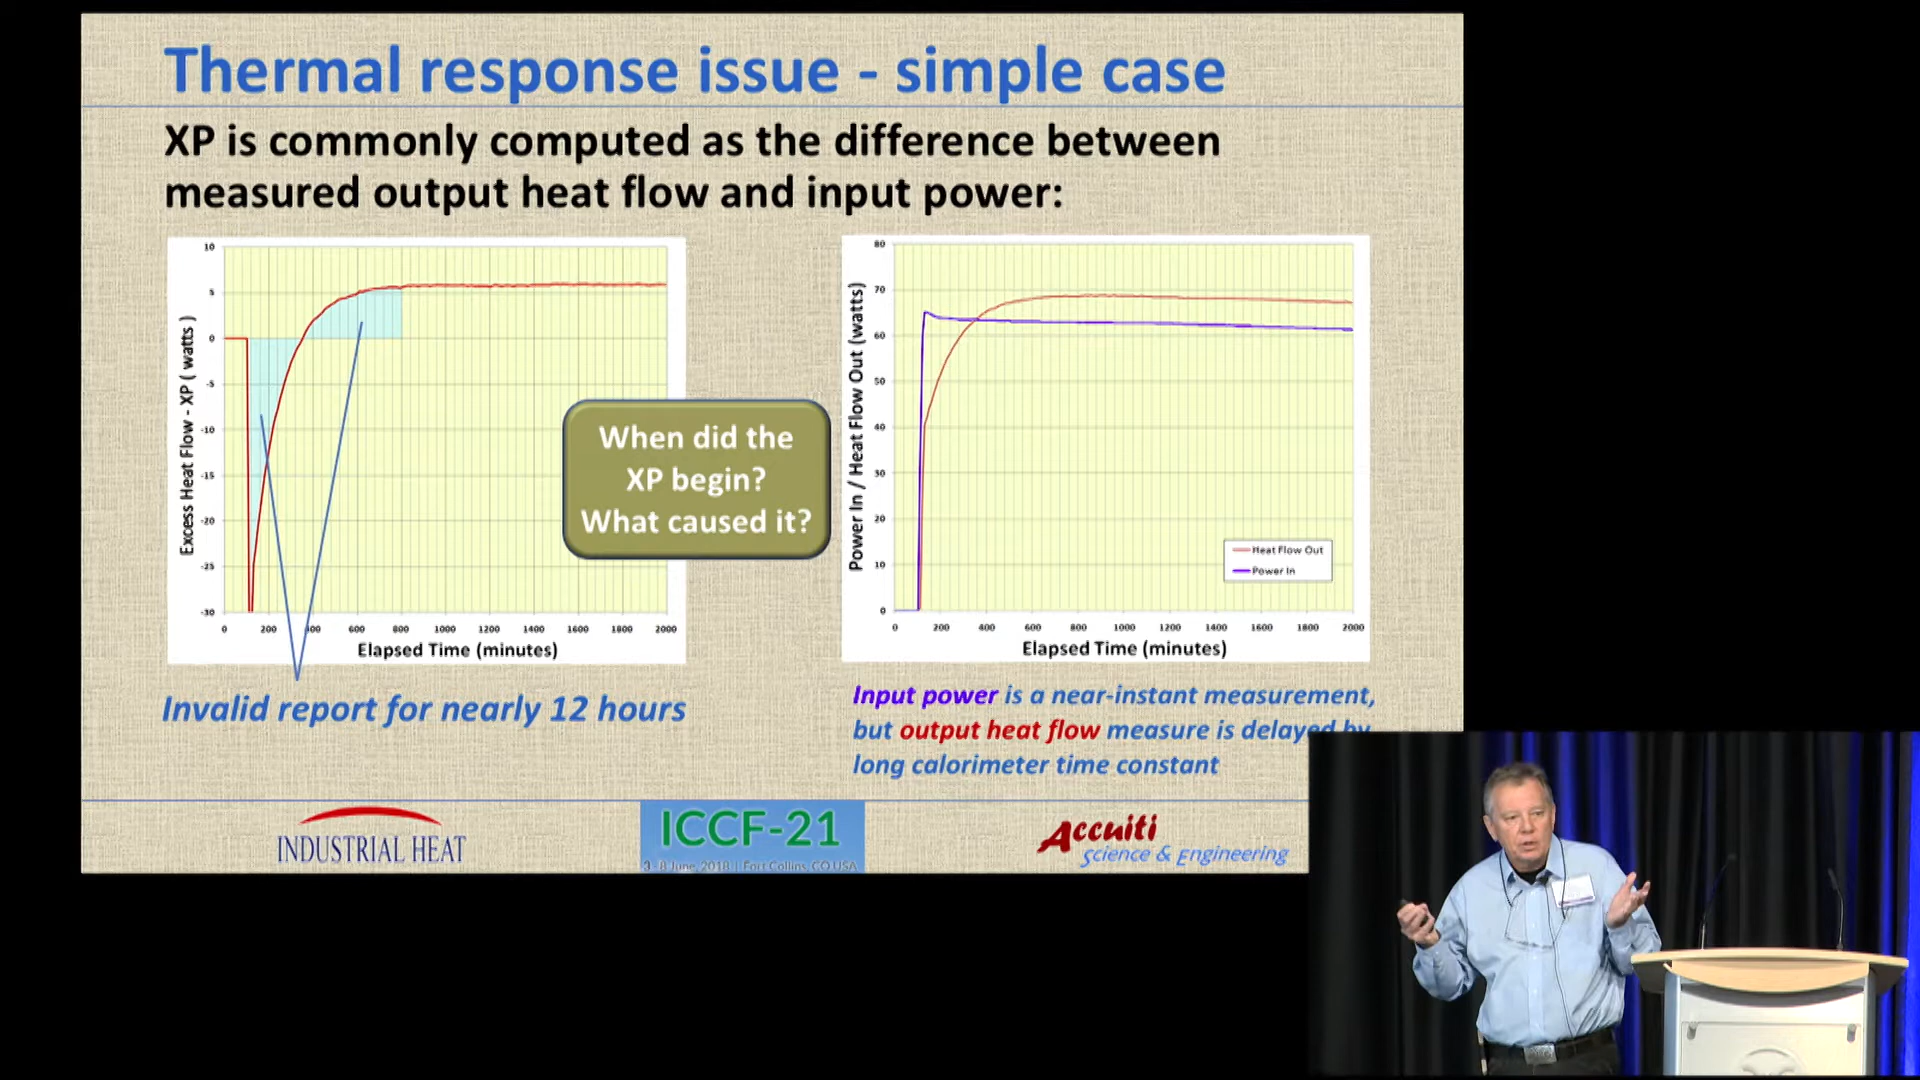 Thermal response issue - simple case
XP is commonly computed as the difference between
measured output heat flow and input power:
10
5
0
-5
-10
-15
-20
-25
-30
Excess Heat Flow - XP ( watts )
0 200 400 600 800 1000 1200 1400 1600 1800 2000
Elapsed Time (minutes)
When did the
XP begin?
What caused it?
80
70
60
50
40
30
20
10
0
Power In / Heat Flow Out (watts)
Heat Flow Out
Power In
0 200 400 600 800 1000 1200 1400 1600 1800 2000
Elapsed Time (minutes)
Invalid report for nearly 12 hours
Input power is a near-instant measurement,
but output heat flow measure is delayed by
long calorimeter time constant
INDUSTRIAL HEAT
ICCF-21
3-8 June, 2018 | Fort Collins, CO USA
Accuiti
Science & Engineering